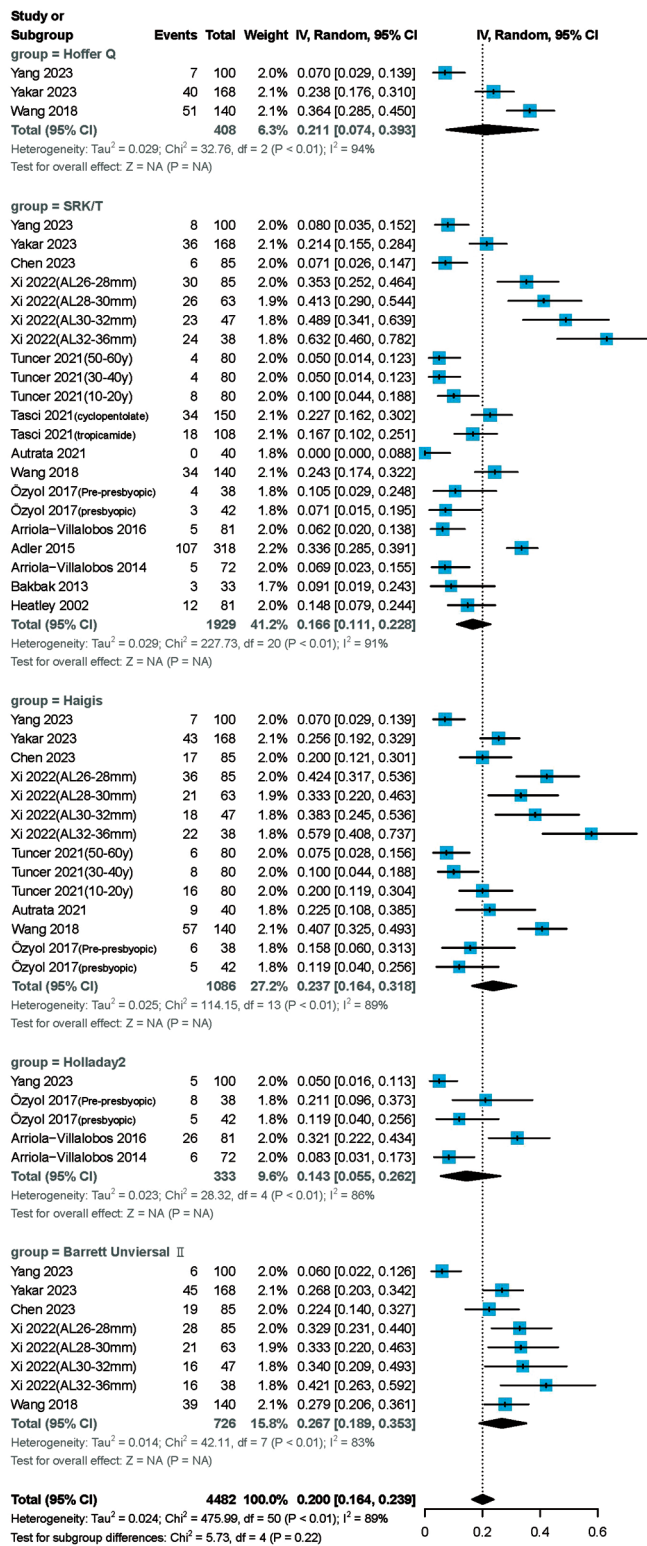 Study or
Subgroup Events Total Weight IV, Random, 95% CI IV, Random, 95% CI
group = Hoffer Q
Yang 2023 7 100 2.0% 0.070 [0.029, 0.139]
Yakar 2023 40 168 2.1% 0.238 [0.176, 0.310]
Wang 2018 51 140 2.1% 0.364 [0.285, 0.450]
Total (95% CI) 408 6.3% 0.211 [0.074, 0.393]
Heterogeneity: Tau² = 0.029; Chi² = 32.76, df = 2 (P < 0.01); I² = 94%
Test for overall effect: Z = NA (P = NA)
group = SRK/T
Yang 2023 8 100 2.0% 0.080 [0.035, 0.152]
Yakar 2023 36 168 2.1% 0.214 [0.155, 0.284]
Chen 2023 6 85 2.0% 0.071 [0.026, 0.147]
Xi 2022(AL26-28mm) 30 85 2.0% 0.353 [0.252, 0.464]
Xi 2022(AL28-30mm) 26 63 1.9% 0.413 [0.290, 0.544]
Xi 2022(AL30-32mm) 23 47 1.8% 0.489 [0.341, 0.639]
Xi 2022(AL32-36mm) 24 38 1.8% 0.632 [0.460, 0.782]
Tuncer 2021(50-60y) 4 80 2.0% 0.050 [0.014, 0.123]
Tuncer 2021(30-40y) 4 80 2.0% 0.050 [0.014, 0.123]
Tuncer 2021(10-20y) 8 80 2.0% 0.100 [0.044, 0.188]
Tasci 2021(cyclopentolate) 34 150 2.1% 0.227 [0.162, 0.302]
Tasci 2021(tropicamide) 18 108 2.1% 0.167 [0.102, 0.251]
Autrata 2021 0 40 1.8% 0.000 [0.000, 0.088]
Wang 2018 34 140 2.1% 0.243 [0.174, 0.322]
Özyol 2017(Pre-presbyopic) 4 38 1.8% 0.105 [0.029, 0.248]
Özyol 2017(presbyopic) 3 42 1.8% 0.071 [0.015, 0.195]
Arriola-Villalobos 2016 5 81 2.0% 0.062 [0.020, 0.138]
Adler 2015 107 318 2.2% 0.336 [0.285, 0.391]
Arriola-Villalobos 2014 5 72 2.0% 0.069 [0.023, 0.155]
Bakbak 2013 3 33 1.7% 0.091 [0.019, 0.243]
Heatley 2002 12 81 2.0% 0.148 [0.079, 0.244]
Total (95% CI) 1929 41.2% 0.166 [0.111, 0.228]
Heterogeneity: Tau² = 0.029; Chi² = 227.73, df = 20 (P < 0.01); I² = 91%
Test for overall effect: Z = NA (P = NA)
group = Haigis
Yang 2023 7 100 2.0% 0.070 [0.029, 0.139]
Yakar 2023 43 168 2.1% 0.256 [0.192, 0.329]
Chen 2023 17 85 2.0% 0.200 [0.121, 0.301]
Xi 2022(AL26-28mm) 36 85 2.0% 0.424 [0.317, 0.536]
Xi 2022(AL28-30mm) 21 63 1.9% 0.333 [0.220, 0.463]
Xi 2022(AL30-32mm) 18 47 1.8% 0.383 [0.245, 0.536]
Xi 2022(AL32-36mm) 22 38 1.8% 0.579 [0.408, 0.737]
Tuncer 2021(50-60y) 6 80 2.0% 0.075 [0.028, 0.156]
Tuncer 2021(30-40y) 8 80 2.0% 0.100 [0.044, 0.188]
Tuncer 2021(10-20y) 16 80 2.0% 0.200 [0.119, 0.304]
Autrata 2021 9 40 1.8% 0.225 [0.108, 0.385]
Wang 2018 57 140 2.1% 0.407 [0.325, 0.493]
Özyol 2017(Pre-presbyopic) 6 38 1.8% 0.158 [0.060, 0.313]
Özyol 2017(presbyopic) 5 42 1.8% 0.119 [0.040, 0.256]
Total (95% CI) 1086 27.2% 0.237 [0.164, 0.318]
Heterogeneity: Tau² = 0.025; Chi² = 114.15, df = 13 (P < 0.01); I² = 89%
Test for overall effect: Z = NA (P = NA)
group = Holladay2
Yang 2023 5 100 2.0% 0.050 [0.016, 0.113]
Özyol 2017(Pre-presbyopic) 8 38 1.8% 0.211 [0.096, 0.373]
Özyol 2017(presbyopic) 5 42 1.8% 0.119 [0.040, 0.256]
Arriola-Villalobos 2016 26 81 2.0% 0.321 [0.222, 0.434]
Arriola-Villalobos 2014 6 72 2.0% 0.083 [0.031, 0.173]
Total (95% CI) 333 9.6% 0.143 [0.055, 0.262]
Heterogeneity: Tau² = 0.023; Chi² = 28.32, df = 4 (P < 0.01); I² = 86%
Test for overall effect: Z = NA (P = NA)
group = Barrett Unviersal Ⅱ
Yang 2023 6 100 2.0% 0.060 [0.022, 0.126]
Yakar 2023 45 168 2.1% 0.268 [0.203, 0.342]
Chen 2023 19 85 2.0% 0.224 [0.140, 0.327]
Xi 2022(AL26-28mm) 28 85 2.0% 0.329 [0.231, 0.440]
Xi 2022(AL28-30mm) 21 63 1.9% 0.333 [0.220, 0.463]
Xi 2022(AL30-32mm) 16 47 1.8% 0.340 [0.209, 0.493]
Xi 2022(AL32-36mm) 16 38 1.8% 0.421 [0.263, 0.592]
Wang 2018 39 140 2.1% 0.279 [0.206, 0.361]
Total (95% CI) 726 15.8% 0.267 [0.189, 0.353]
Heterogeneity: Tau² = 0.014; Chi² = 42.11, df = 7 (P < 0.01); I² = 83%
Test for overall effect: Z = NA (P = NA)
Total (95% CI) 4482 100.0% 0.200 [0.164, 0.239]
Heterogeneity: Tau² = 0.024; Chi² = 475.99, df = 50 (P < 0.01); I² = 89%
Test for subgroup differences: Chi² = 5.73, df = 4 (P = 0.22)
0 0.2 0.4 0.6